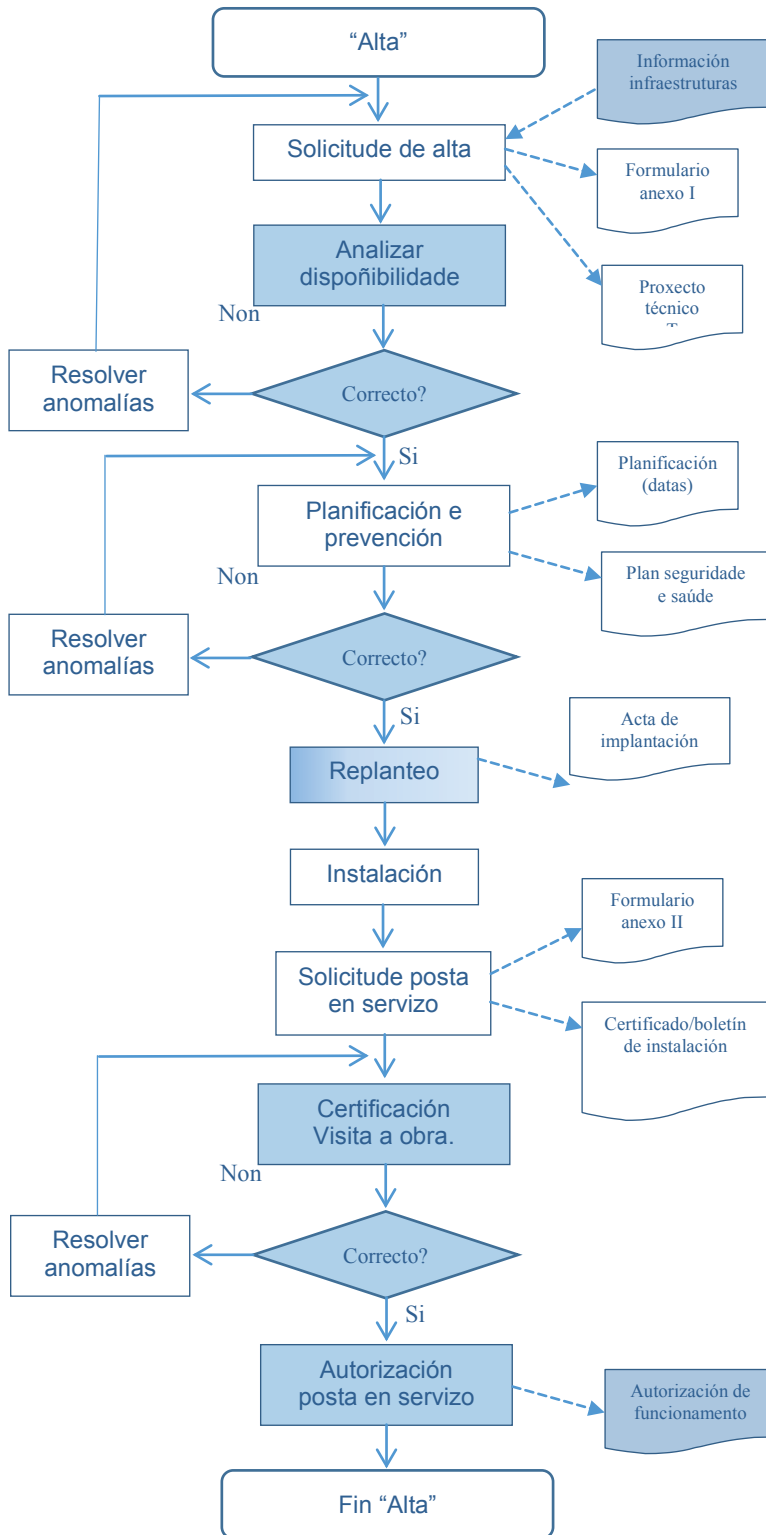 “Alta”
Información
infraestruturas
Solicitude de alta
Formulario
anexo I
Analizar
dispoñibilidade
Proxecto
técnico
Non
Resolver
anomalías
Correcto?
Si
Planificación
(datas)
Planificación e
prevención
Non
Plan seguridade
e saúde
Resolver
anomalías
Correcto?
Si
Acta de
implantación
Replanteo
Instalación
Formulario
anexo II
Solicitude posta
en servizo
Certificado/boletín
de instalación
Certificación
Visita a obra.
Non
Resolver
anomalías
Correcto?
Si
Autorización
posta en servizo
Autorización de
funcionamento
Fin “Alta”